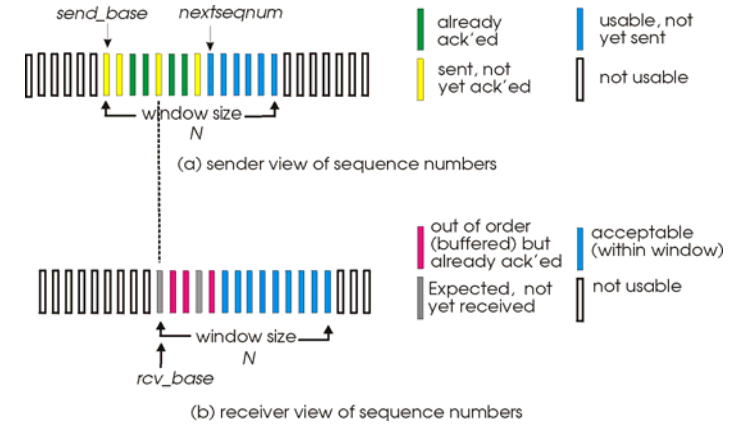 send_base
nextseqnum
already
ack'ed
usable, not
yet sent
sent, not
yet ack'ed
not usable
window size
N
(a) sender view of sequence numbers
out of order
(buffered) but
already ack'ed
acceptable
(within window)
Expected, not
yet received
not usable
window size
N
rcv_base
(b) receiver view of sequence numbers